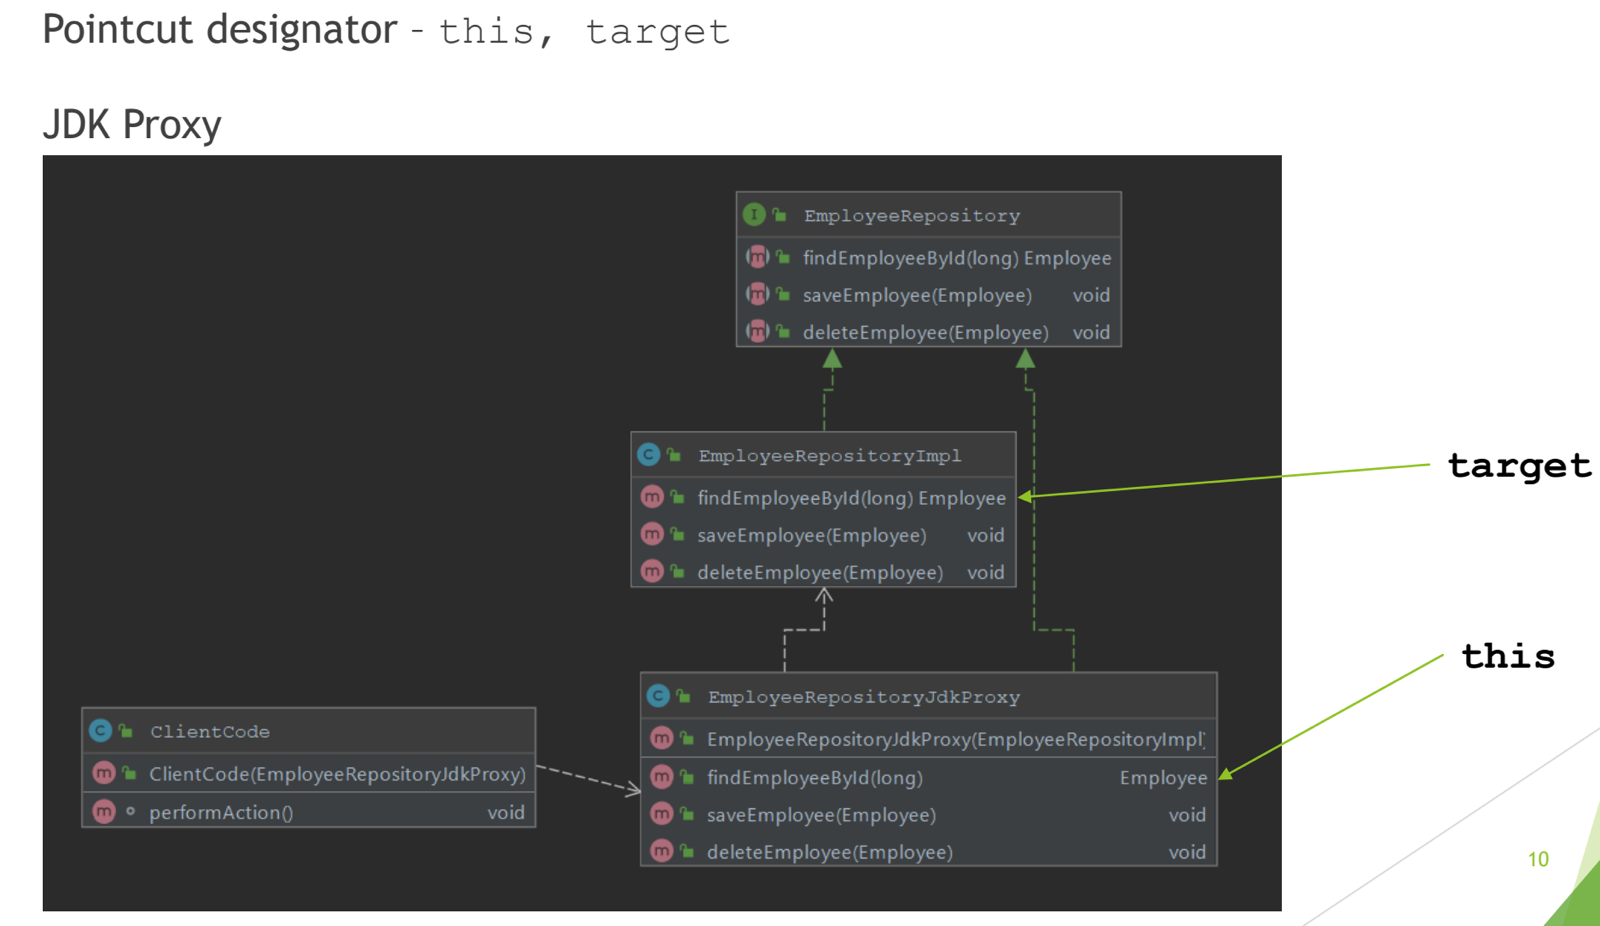 Pointcut designator - this, target
JDK Proxy
I EmployeeRepository
m findEmployeeById(long) Employee
m saveEmployee(Employee) void
m deleteEmployee(Employee) void
C EmployeeRepositoryImpl
m findEmployeeById(long) Employee
m saveEmployee(Employee) void
m deleteEmployee(Employee) void
target
this
C EmployeeRepositoryJdkProxy
m EmployeeRepositoryJdkProxy(EmployeeRepositoryImpl)
m findEmployeeById(long) Employee
m saveEmployee(Employee) void
m deleteEmployee(Employee) void
C ClientCode
m ClientCode(EmployeeRepositoryJdkProxy)
m performAction() void
10